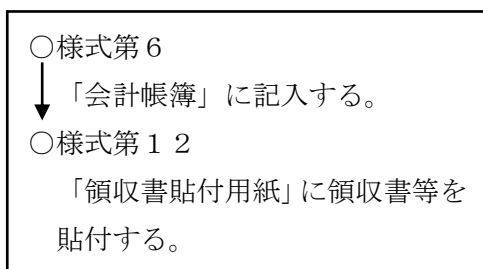 ○様式第６
「会計帳簿」に記入する。
○様式第１２
「領収書貼付用紙」に領収書等を
貼付する。